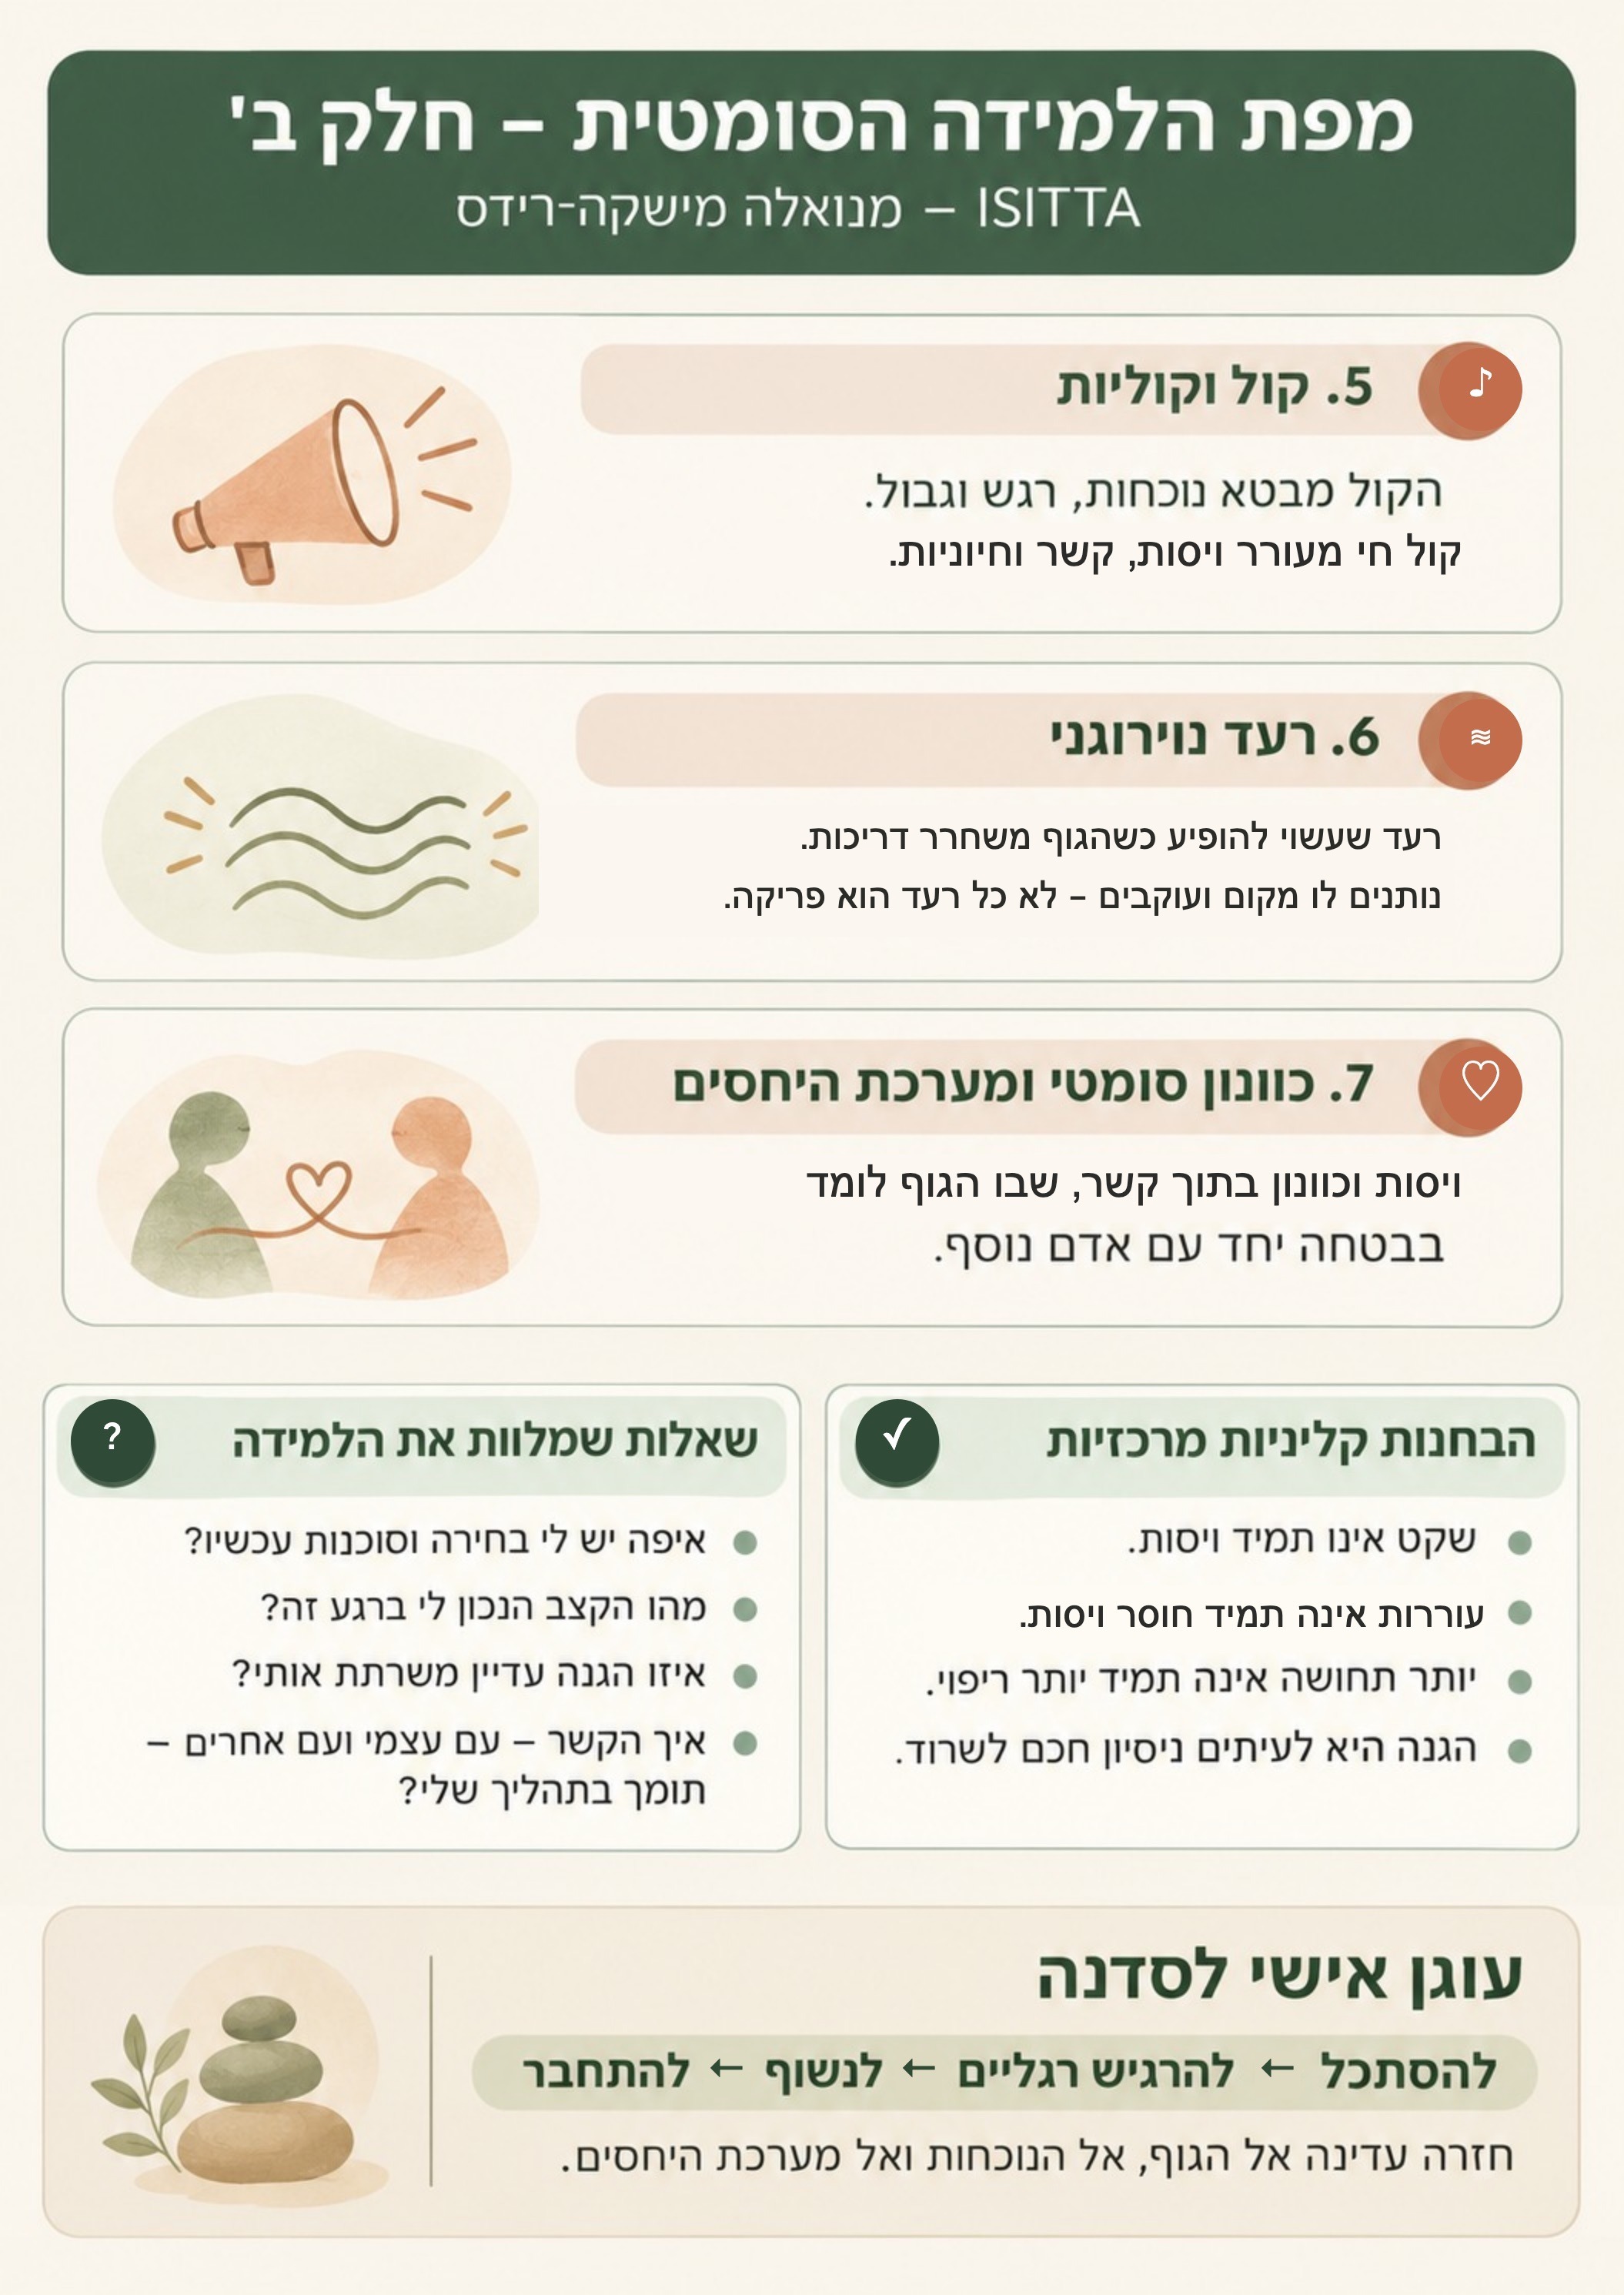 מפת הלמידה הסומטית – חלק ב'
ISITTA – מנואלה מישקה-רידס
5. קול וקוליות
הקול מבטא נוכחות, רגש וגבול.
קול חי מעורר ויסות, קשר וחיוניות.
6. רעד נוירוגני
רעד שעשוי להופיע כשהגוף משחרר דריכות.
נותנים לו מקום ועוקבים – לא כל רעד הוא פריקה.
7. כוונון סומטי ומערכת היחסים
ויסות וכוונון בתוך קשר, שבו הגוף לומד
בבטחה יחד עם אדם נוסף.
הבחנות קליניות מרכזיות
שקט אינו תמיד ויסות.
עוררות אינה תמיד חוסר ויסות.
יותר תחושה אינה תמיד יותר ריפוי.
הגנה היא לעיתים ניסיון חכם לשרוד.
שאלות שמלוות את הלמידה
?
איפה יש לי בחירה וסוכנות עכשיו?
מהו הקצב הנכון לי ברגע זה?
איזו הגנה עדיין משרתת אותי?
איך הקשר – עם עצמי ועם אחרים –
תומך בתהליך שלי?
עוגן אישי לסדנה
להסתכל ← להרגיש רגליים ← לנשוף ← להתחבר
חזרה עדינה אל הגוף, אל הנוכחות ואל מערכת היחסים.